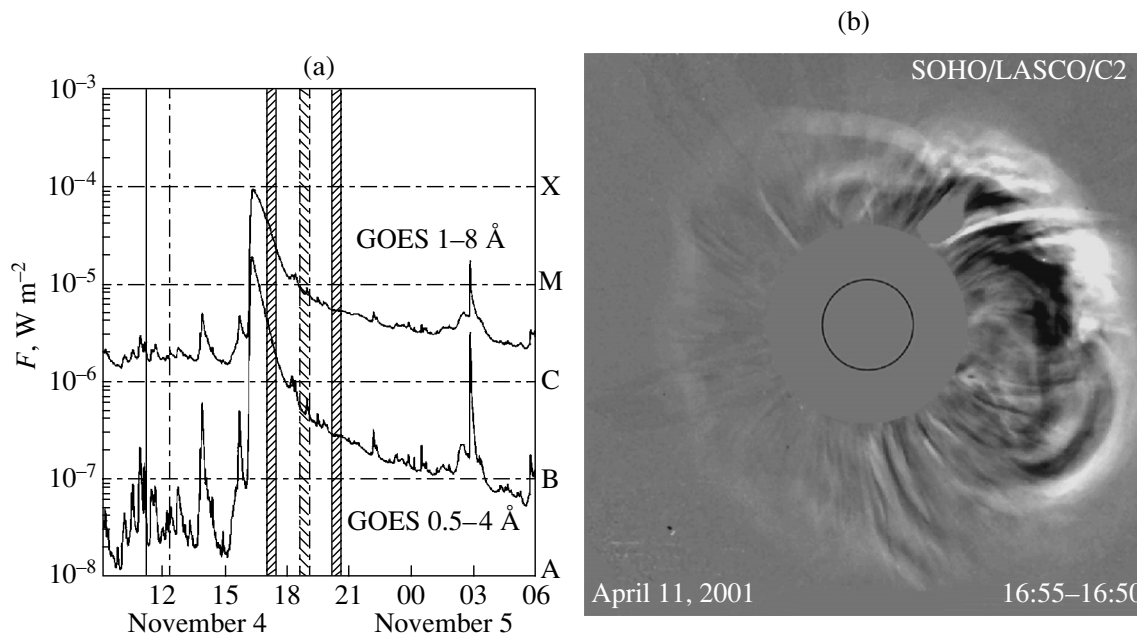 (a)
F, W m⁻²
10⁻³
10⁻⁴
10⁻⁵
10⁻⁶
10⁻⁷
10⁻⁸
X
M
C
B
A
GOES 1–8 Å
GOES 0.5–4 Å
12 15 18 21 00 03 06
November 4 November 5
(b)
SOHO/LASCO/C2
April 11, 2001 16:55–16:50